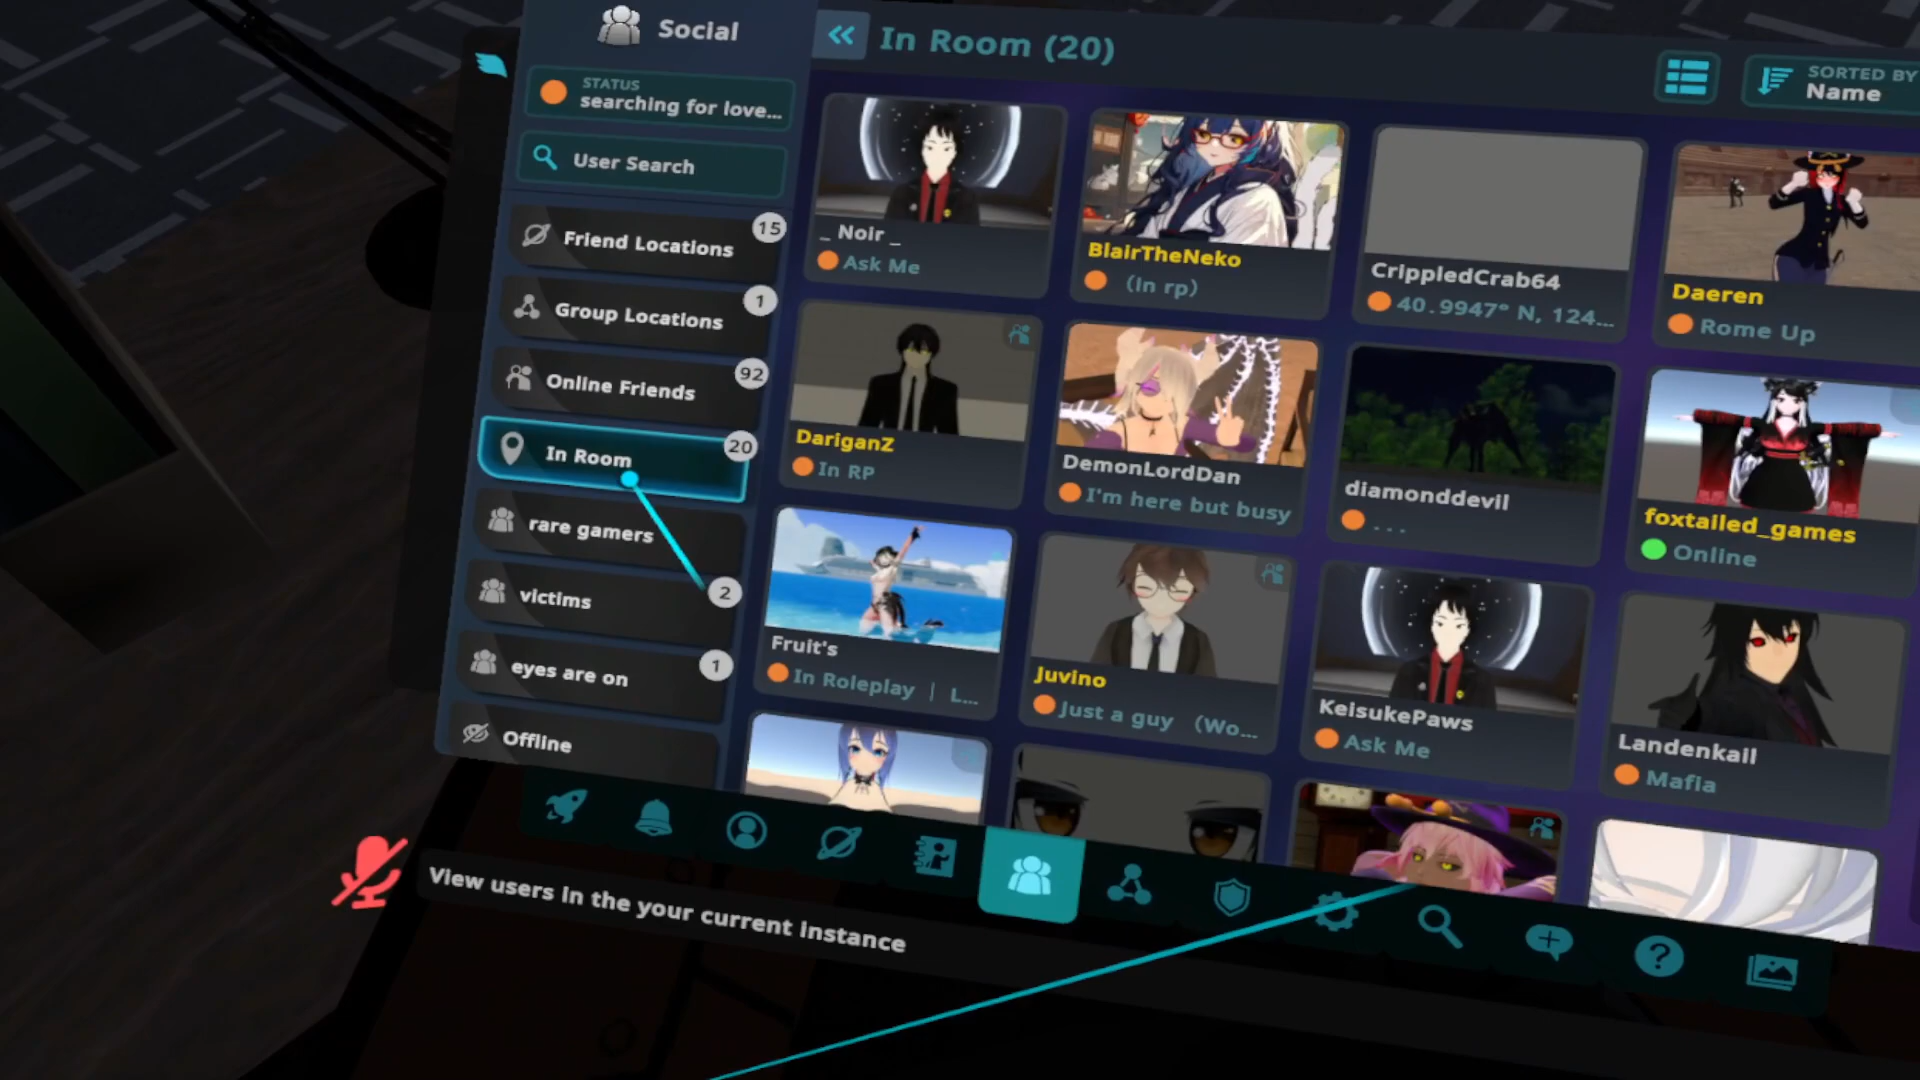 Social
STATUS
searching for love...
User Search
Friend Locations
15
Group Locations
1
Online Friends
92
In Room
20
rare gamers
victims
2
eyes are on
1
Offline
In Room (20)
SORTED BY
Name
_ Noir _
Ask Me
BlairTheNeko
(In rp)
CrippledCrab64
40.9947° N, 124...
Daeren
Rome Up
DariganZ
In RP
DemonLordDan
I'm here but busy
diamonddevil
...
foxtailed_games
Online
Fruit's
In Roleplay | L...
Juvino
Just a guy (Wo...
KeisukePaws
Ask Me
Landenkail
Mafia
View users in the your current instance